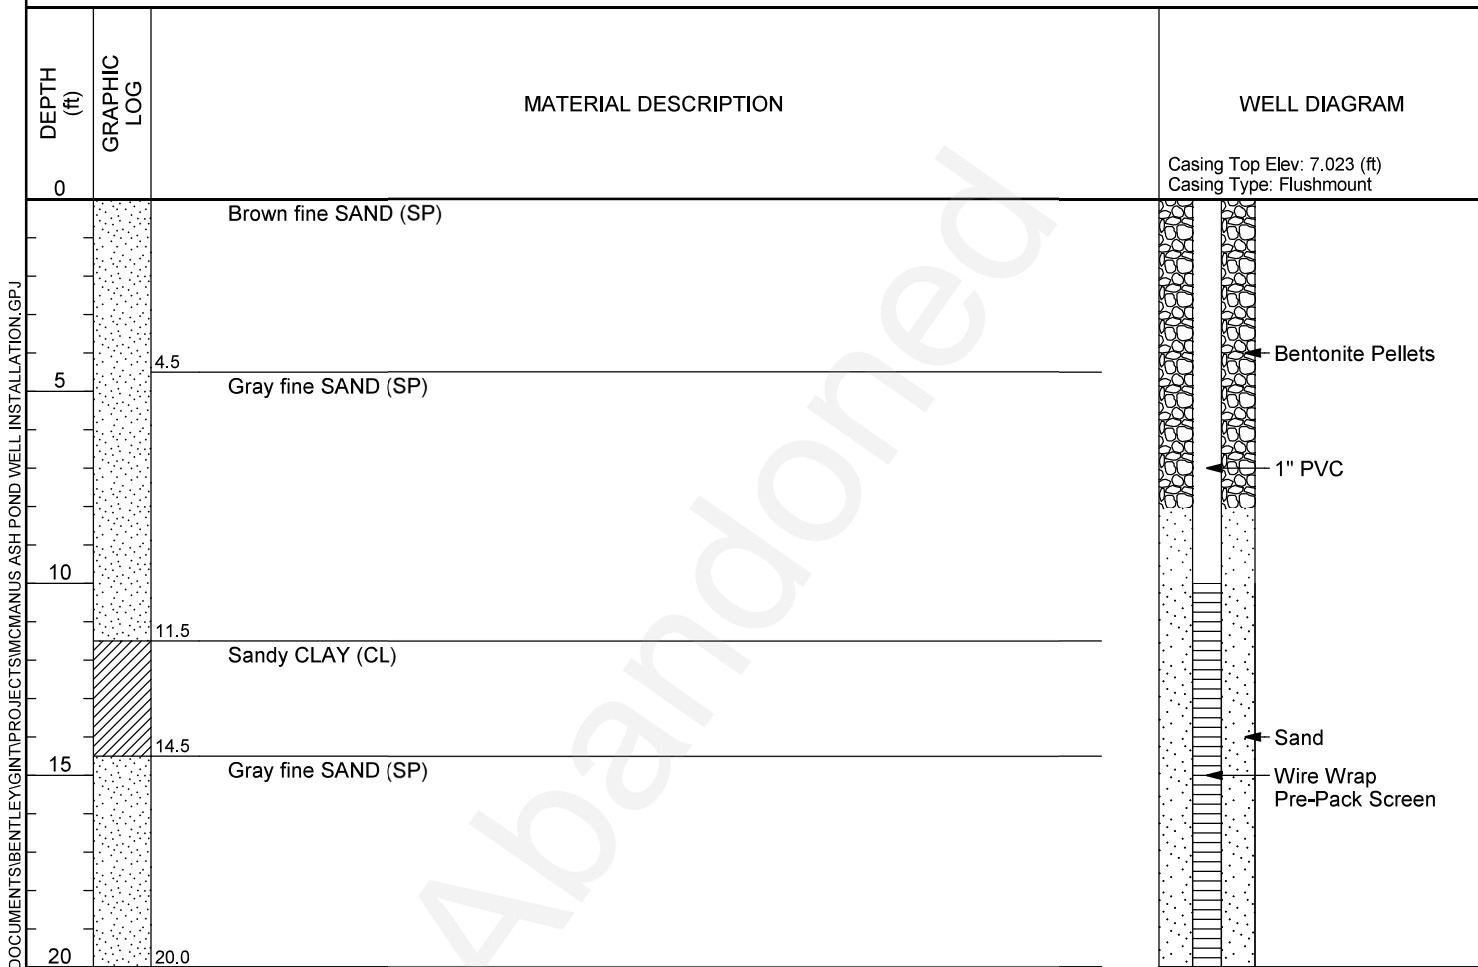 DEPTH
(ft)
GRAPHIC
LOG
MATERIAL DESCRIPTION
WELL DIAGRAM
Casing Top Elev: 7.023 (ft)
Casing Type: Flushmount
0
Brown fine SAND (SP)
4.5
Bentonite Pellets
5
Gray fine SAND (SP)
1" PVC
10
11.5
Sandy CLAY (CL)
14.5
Sand
15
Gray fine SAND (SP)
Wire Wrap
Pre-Pack Screen
20
20.0
DOCUMENTS\BENTLEY\GINT\PROJECTS\MCMANUS ASH POND WELL INSTALLATION.GPJ
Abandoned